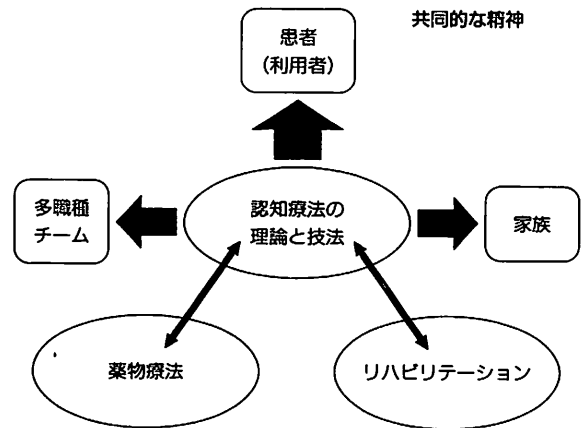 共同的な精神
患者
（利用者）
認知療法の
理論と技法
多職種
チーム
家族
薬物療法
リハビリテーション